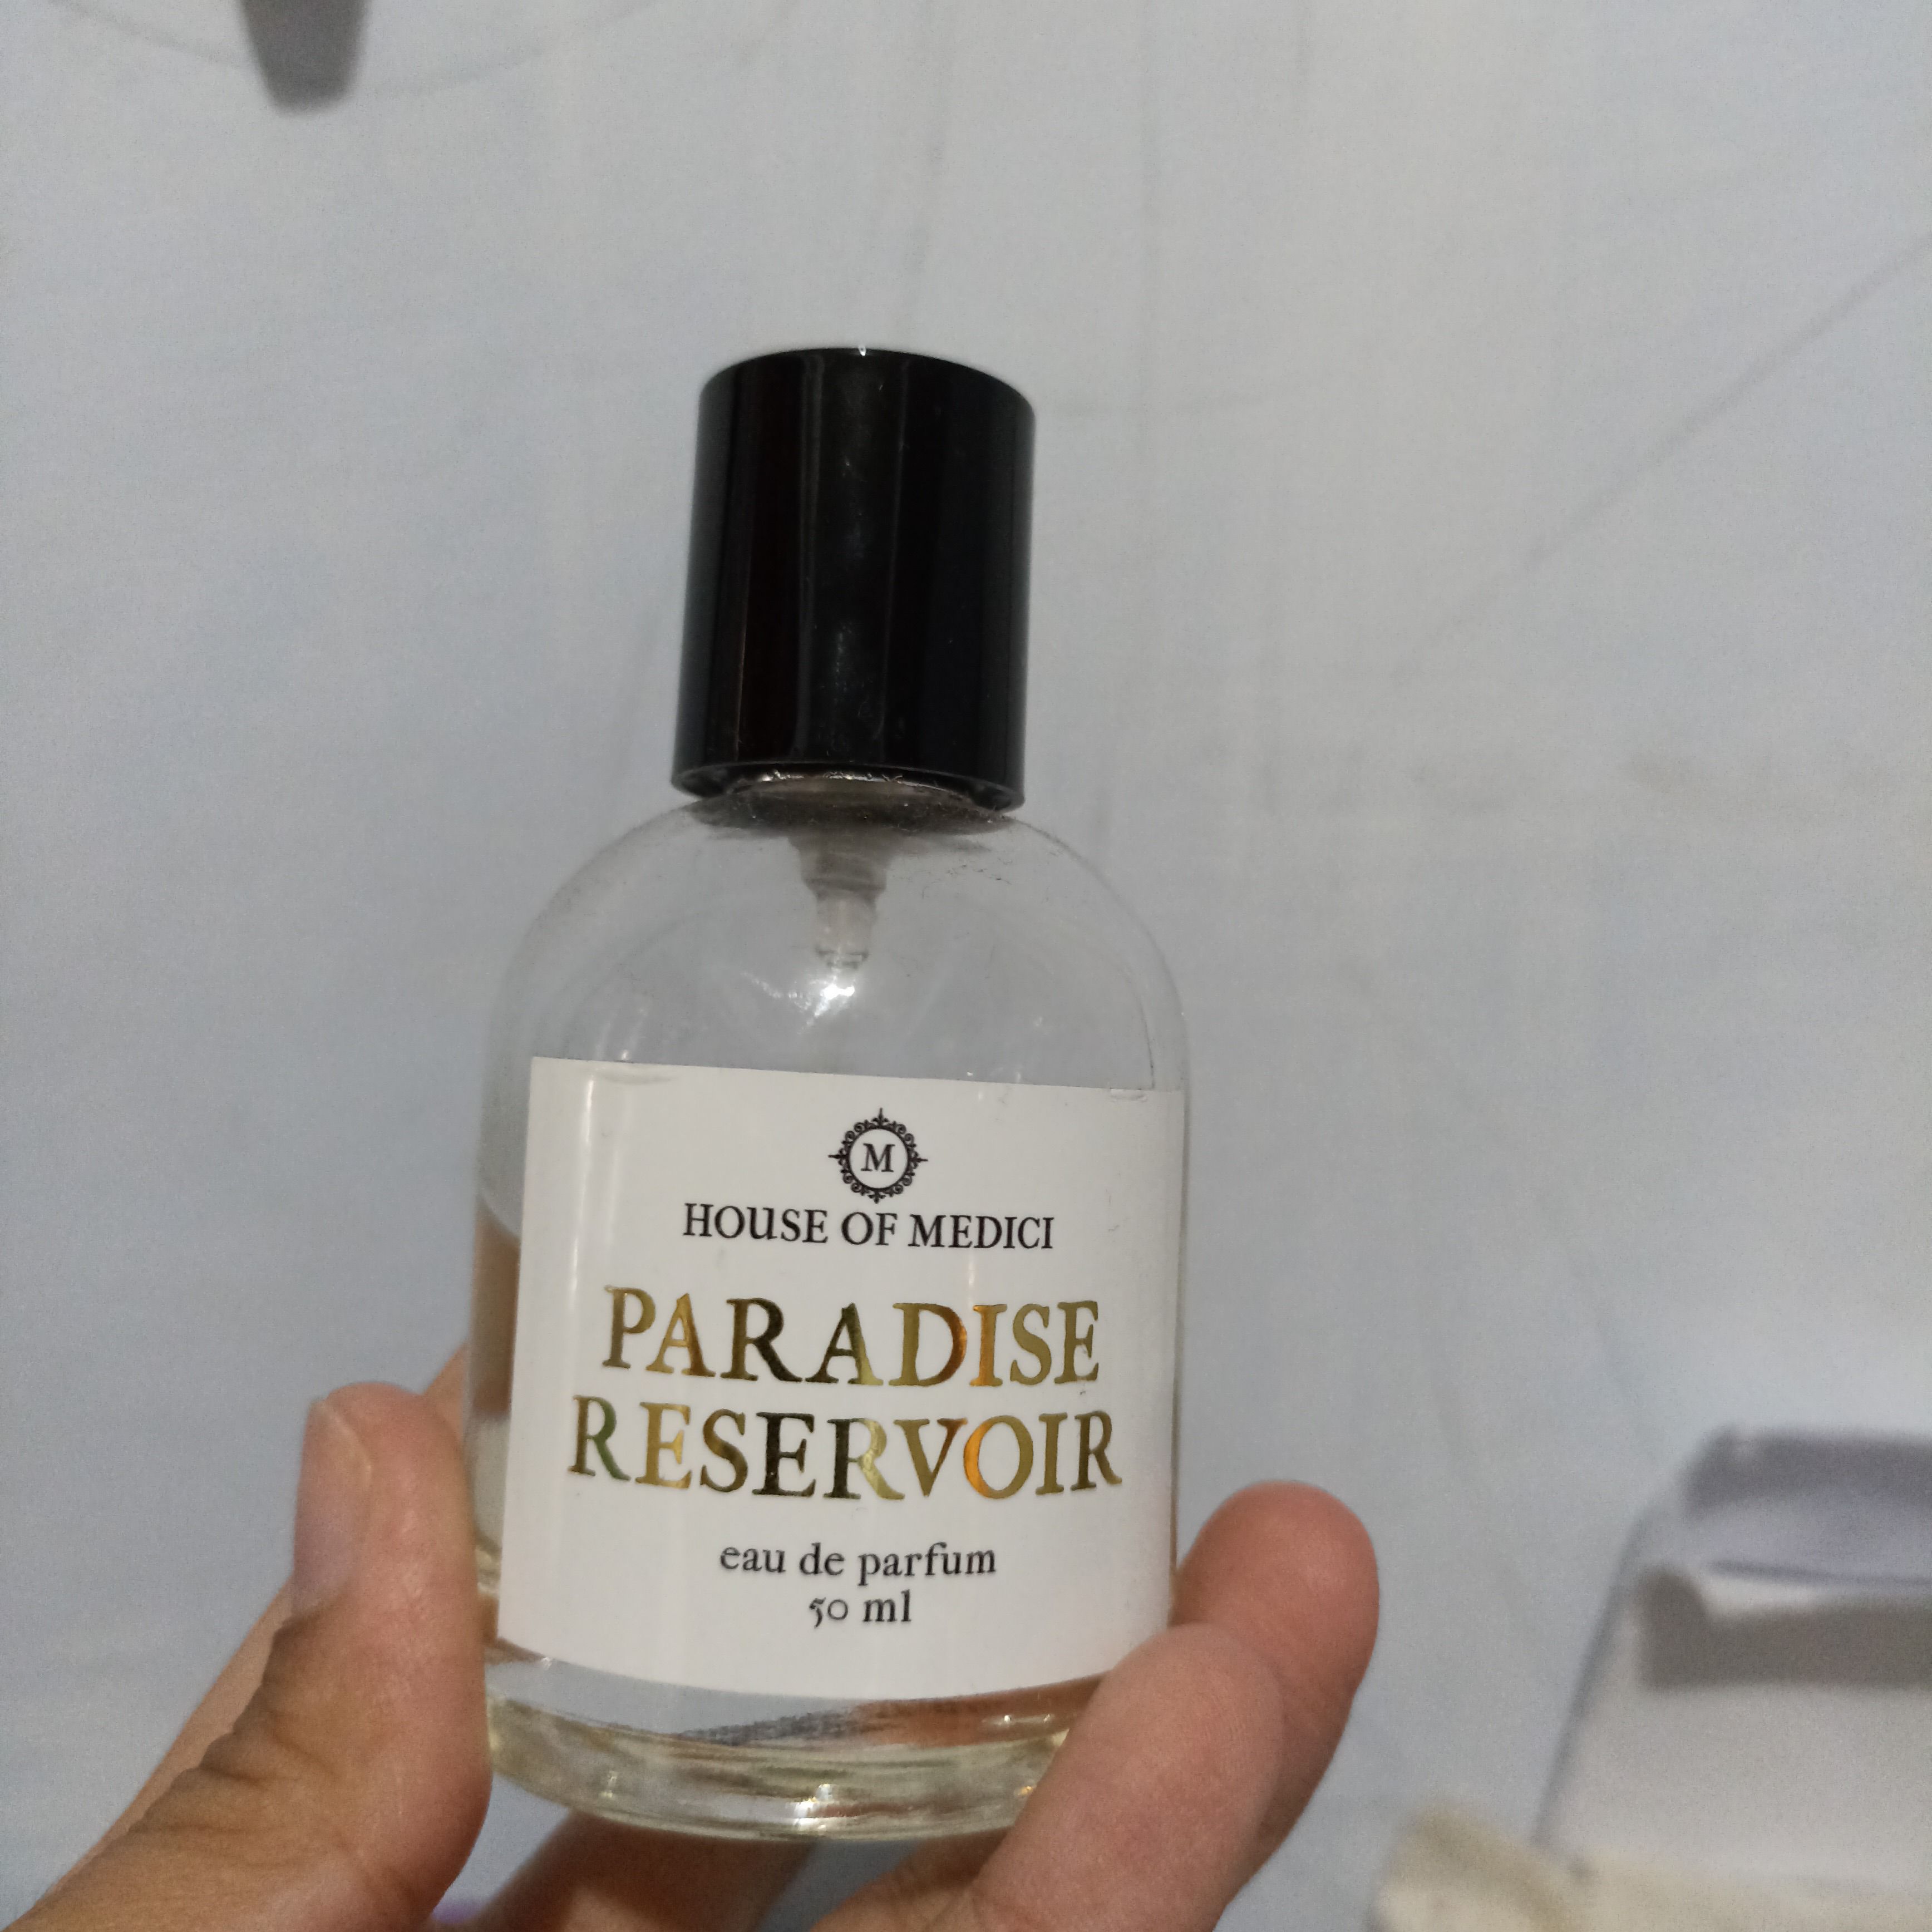 M
HOUSE OF MEDICI
PARADISE
RESERVOIR
eau de parfum
50 ml